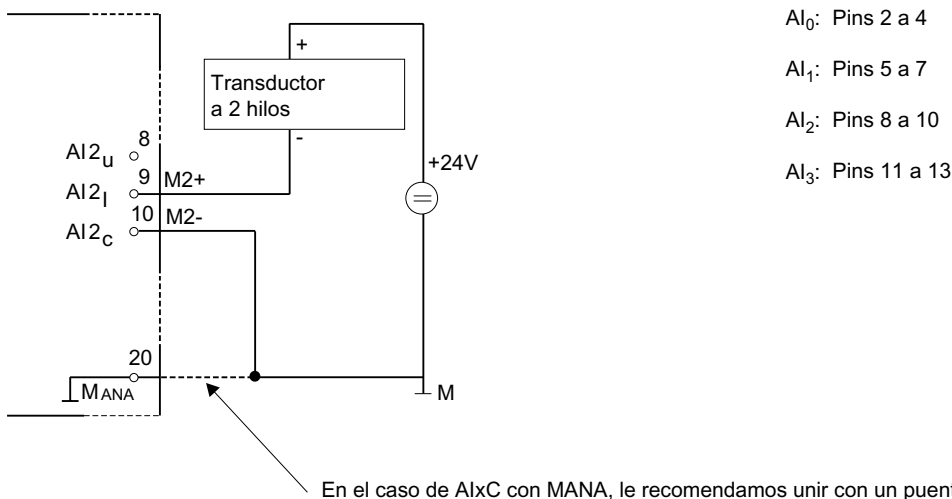 AI0: Pins 2 a 4
+
Transductor
a 2 hilos
AI1: Pins 5 a 7
-
AI2: Pins 8 a 10
8
AI2u
+24V
AI3: Pins 11 a 13
9 M2+
AI2I
10 M2-
AI2C
20
MANA
M
En el caso de AIxC con MANA, le recomendamos unir con un puent